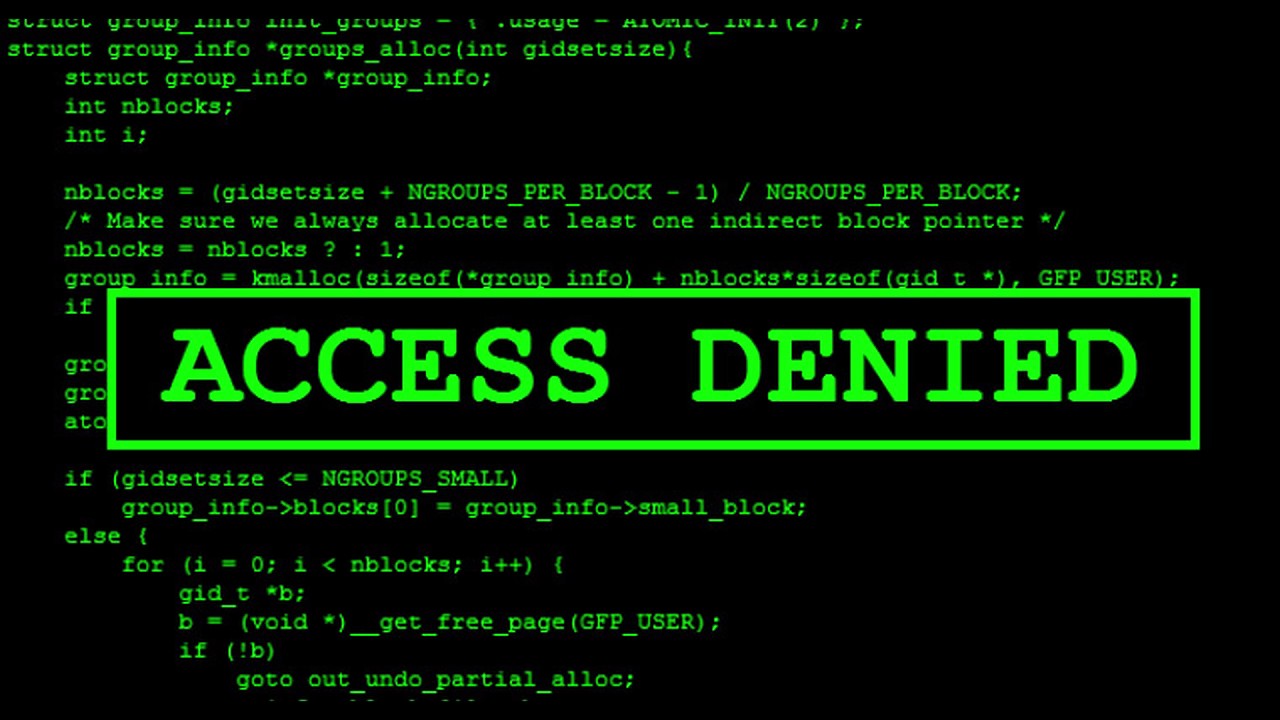 struct group_info init_groups = { .usage = ATOMIC_INIT(2) };
struct group_info *groups_alloc(int gidsetsize){
    struct group_info *group_info;
    int nblocks;
    int i;
    nblocks = (gidsetsize + NGROUPS_PER_BLOCK - 1) / NGROUPS_PER_BLOCK;
    /* Make sure we always allocate at least one indirect block pointer */
    nblocks = nblocks ? : 1;
    group_info = kmalloc(sizeof(*group_info) + nblocks*sizeof(gid_t *), GFP_USER);
    if
ACCESS DENIED
    gro
    gro
    ato
    if (gidsetsize <= NGROUPS_SMALL)
        group_info->blocks[0] = group_info->small_block;
    else {
        for (i = 0; i < nblocks; i++) {
            gid_t *b;
            b = (void *)__get_free_page(GFP_USER);
            if (!b)
                goto out_undo_partial_alloc;